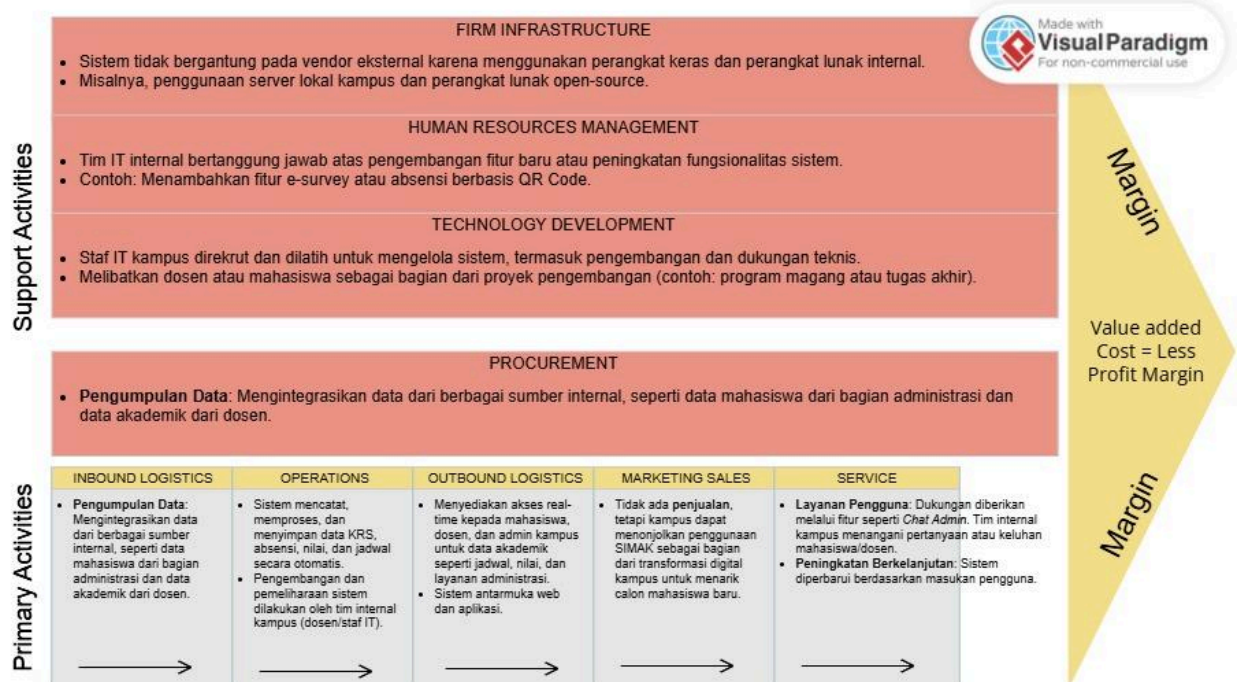 Made with
Visual Paradigm
For non-commercial use
Support Activities
FIRM INFRASTRUCTURE
• Sistem tidak bergantung pada vendor eksternal karena menggunakan perangkat keras dan perangkat lunak internal.
• Misalnya, penggunaan server lokal kampus dan perangkat lunak open-source.
HUMAN RESOURCES MANAGEMENT
• Tim IT internal bertanggung jawab atas pengembangan fitur baru atau peningkatan fungsionalitas sistem.
• Contoh: Menambahkan fitur e-survey atau absensi berbasis QR Code.
TECHNOLOGY DEVELOPMENT
• Staf IT kampus direkrut dan dilatih untuk mengelola sistem, termasuk pengembangan dan dukungan teknis.
• Melibatkan dosen atau mahasiswa sebagai bagian dari proyek pengembangan (contoh: program magang atau tugas akhir).
PROCUREMENT
• Pengumpulan Data: Mengintegrasikan data dari berbagai sumber internal, seperti data mahasiswa dari bagian administrasi dan
data akademik dari dosen.
Primary Activities
INBOUND LOGISTICS
• Pengumpulan Data:
Mengintegrasikan data
dari berbagai sumber
internal, seperti data
mahasiswa dari bagian
administrasi dan data
akademik dari dosen.
OPERATIONS
• Sistem mencatat,
memproses, dan
menyimpan data KRS,
absensi, nilai, dan jadwal
secara otomatis.
• Pengembangan dan
pemeliharaan sistem
dilakukan oleh tim internal
kampus (dosen/staf IT).
OUTBOUND LOGISTICS
• Menyediakan akses real-
time kepada mahasiswa,
dosen, dan admin kampus
untuk data akademik
seperti jadwal, nilai, dan
layanan administrasi.
• Sistem antarmuka web
dan aplikasi.
MARKETING SALES
• Tidak ada penjualan,
tetapi kampus dapat
menonjolkan penggunaan
SIMAK sebagai bagian
dari transformasi digital
kampus untuk menarik
calon mahasiswa baru.
SERVICE
• Layanan Pengguna: Dukungan diberikan
melalui fitur seperti Chat Admin. Tim internal
kampus menangani pertanyaan atau keluhan
mahasiswa/dosen.
• Peningkatan Berkelanjutan: Sistem
diperbarui berdasarkan masukan pengguna.
Margin
Value added
Cost = Less
Profit Margin
Margin